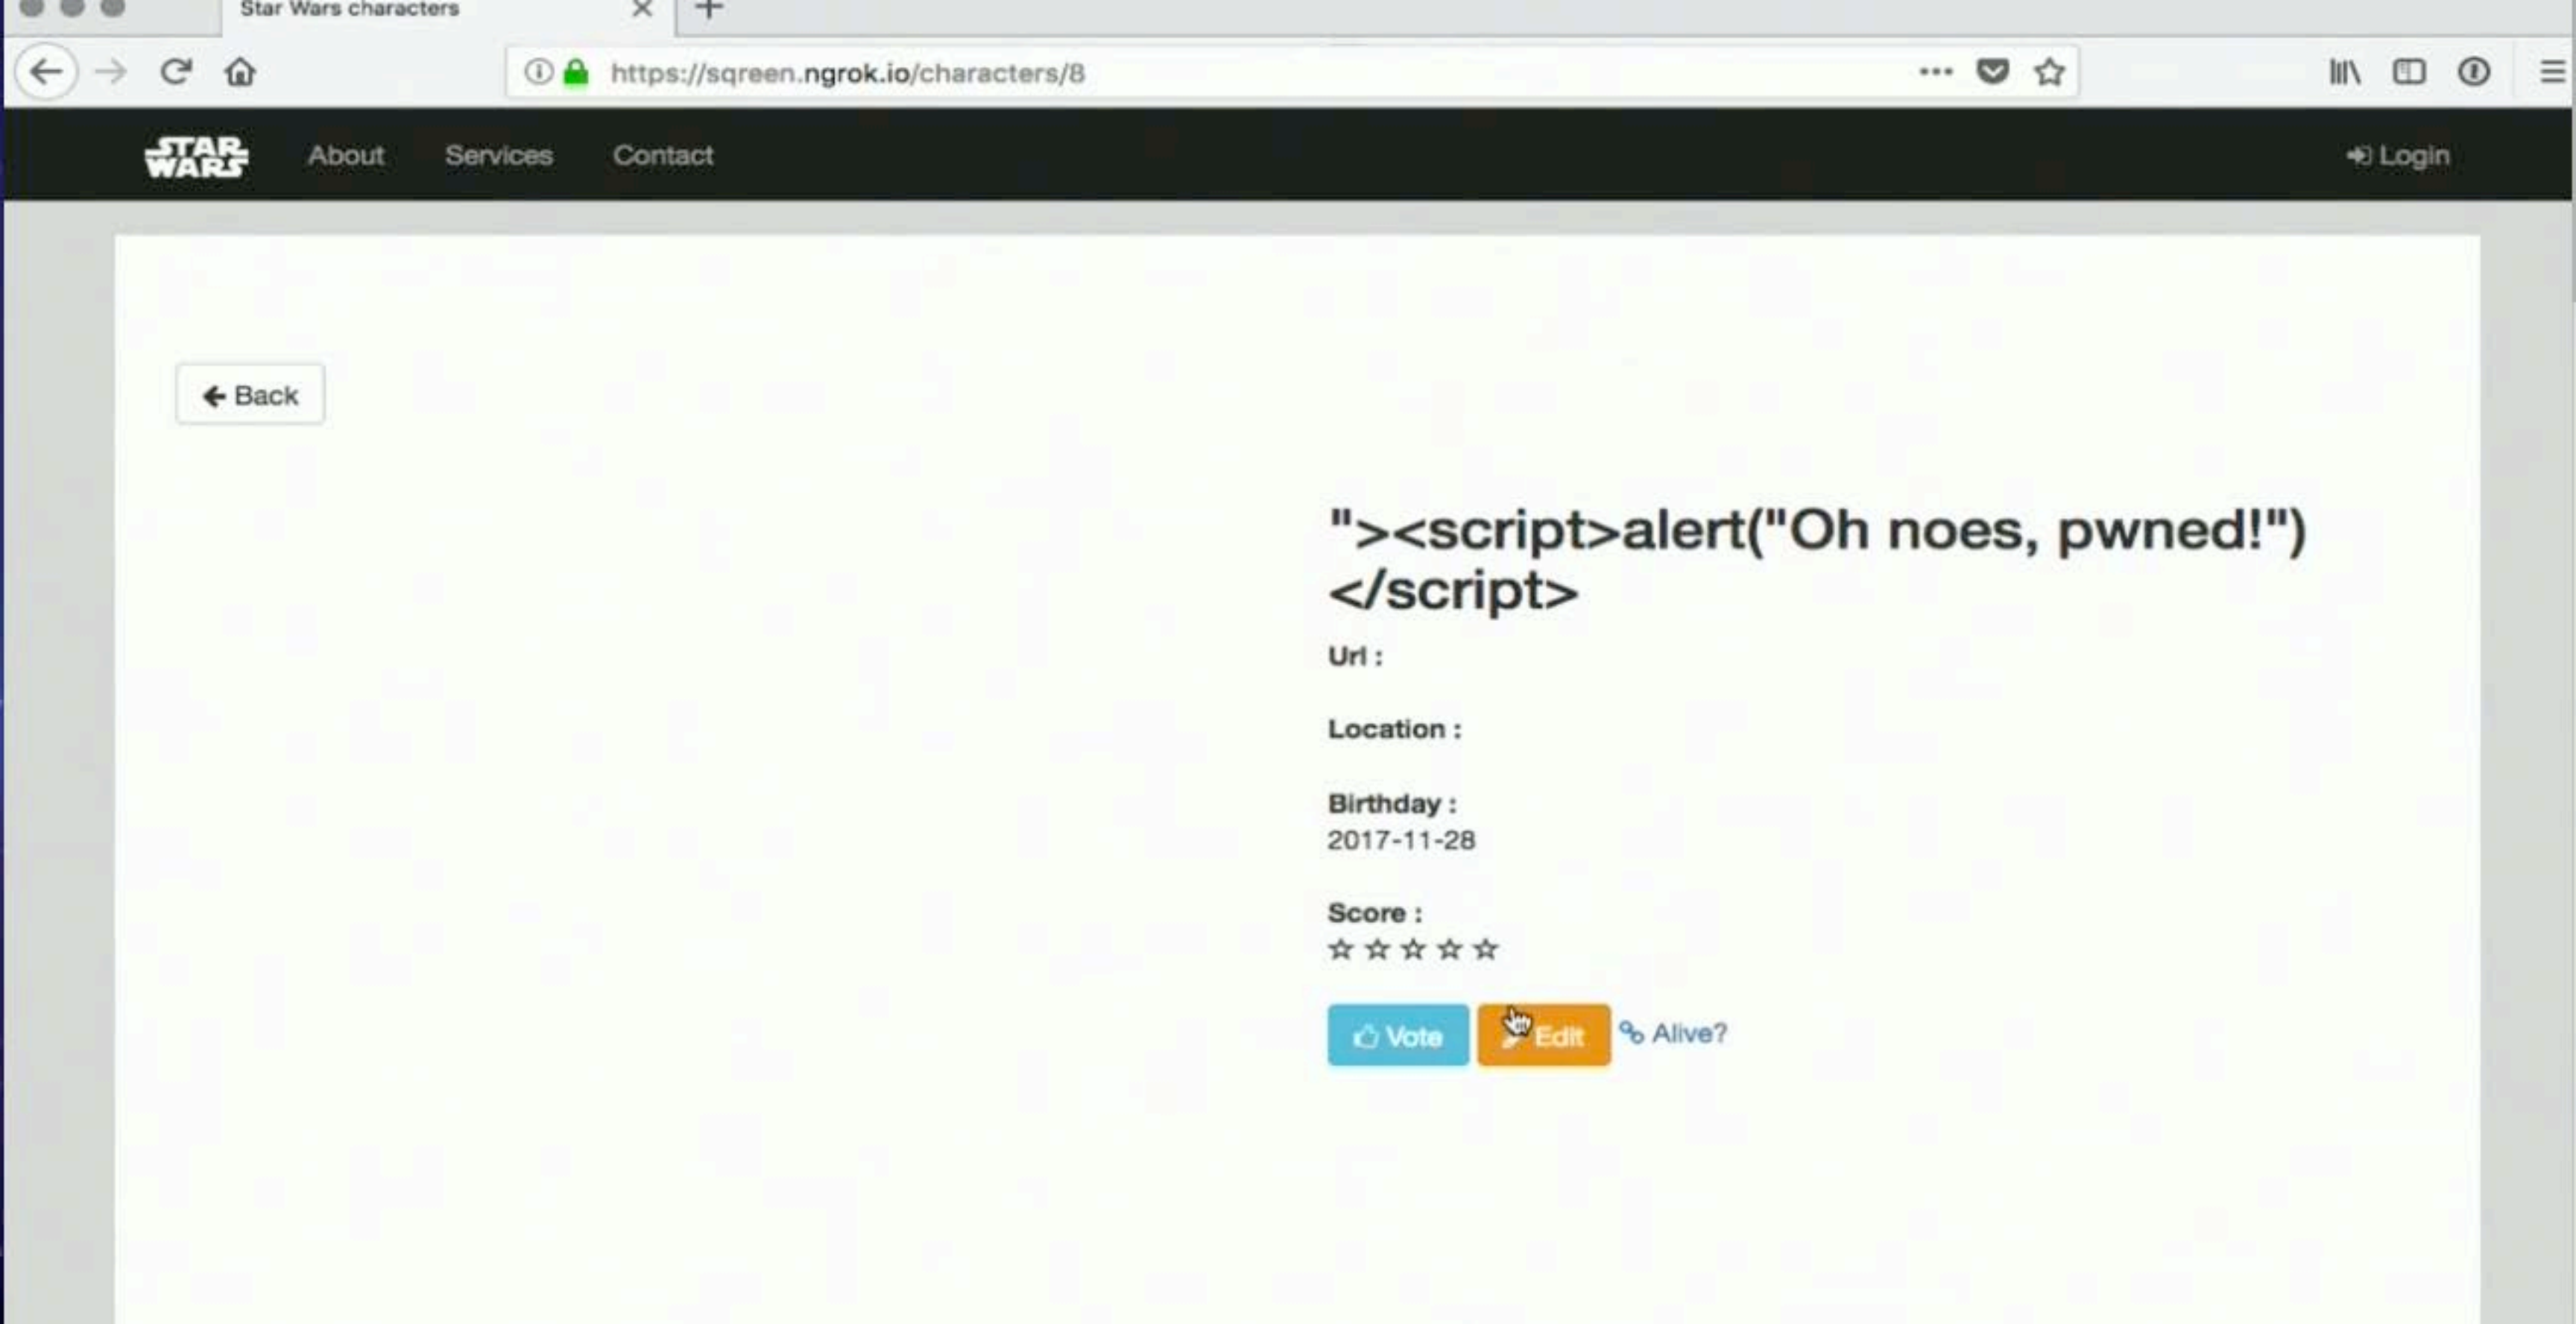 Star Wars characters
https://sqreen.ngrok.io/characters/8
STAR WARS About Services Contact Login
Back
"><script>alert("Oh noes, pwned!")
</script>
Url :
Location :
Birthday :
2017-11-28
Score :
Vote Edit Alive?